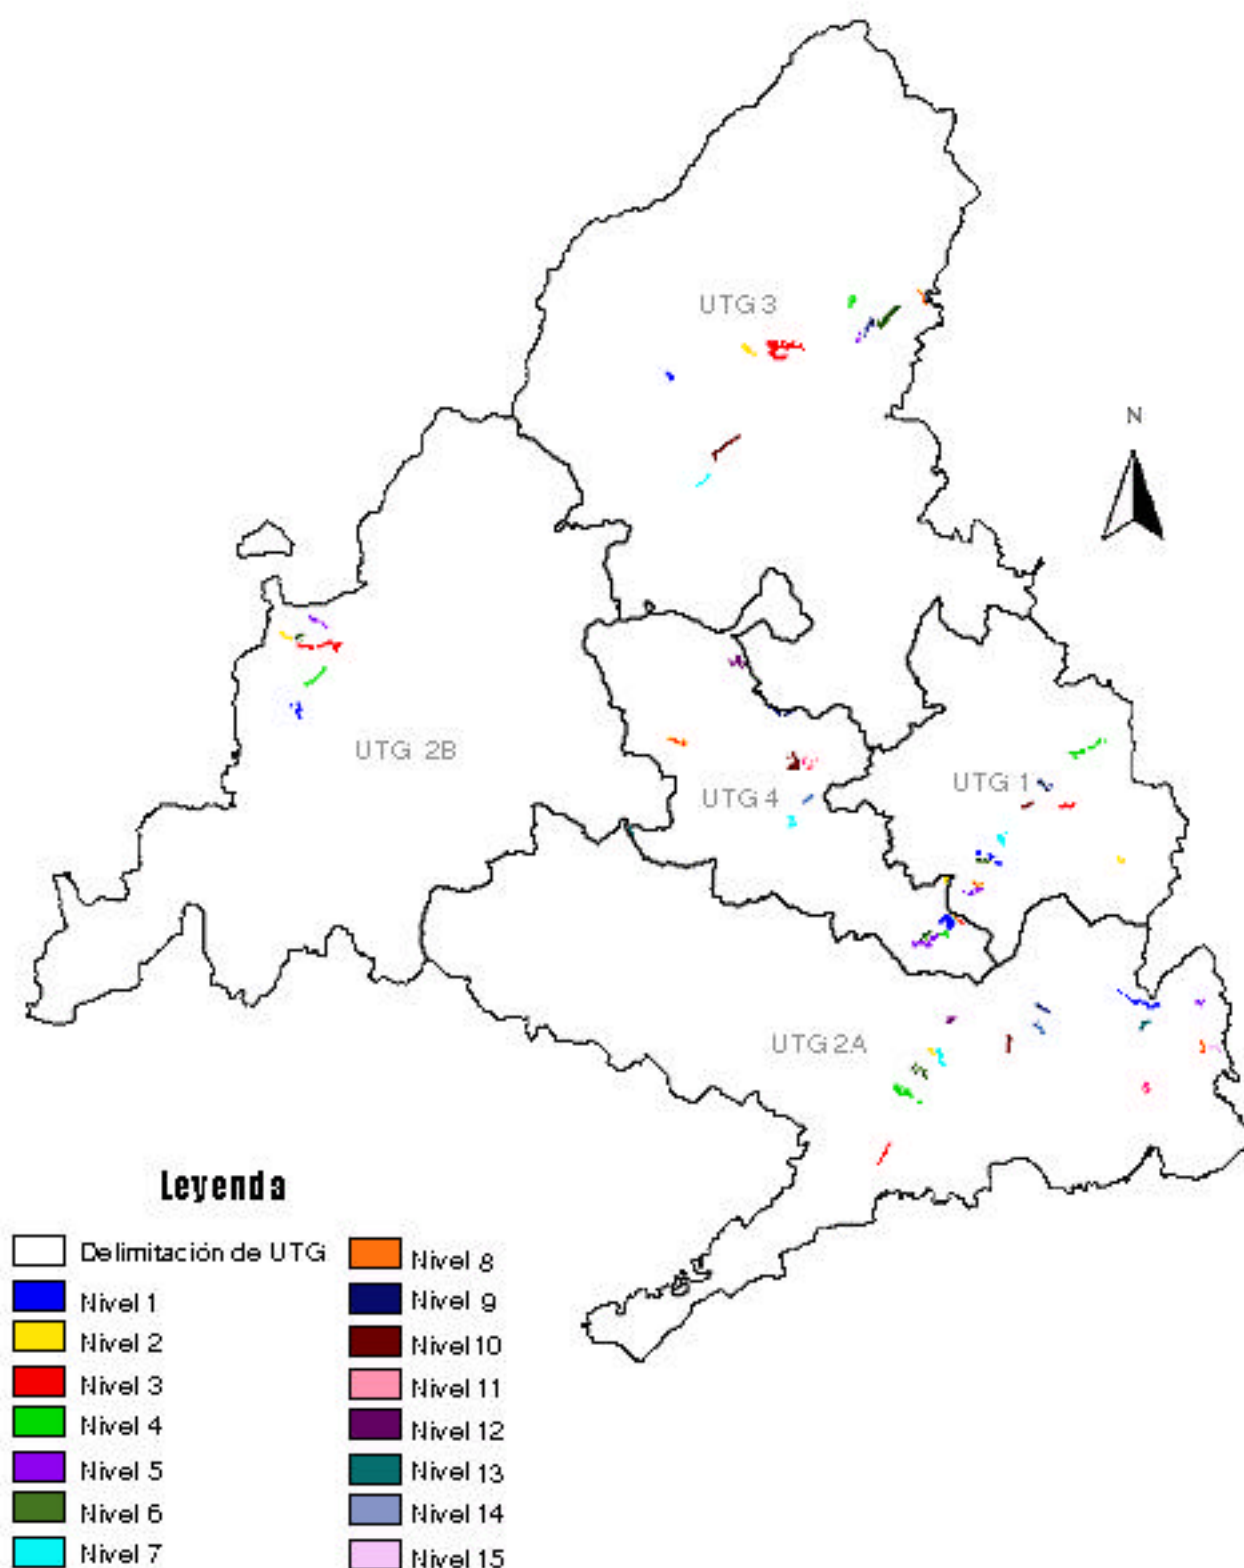 UTG 3
N
UTG 2B
UTG 4
UTG 1
UTG 2A
Leyenda
Delimitación de UTG
Nivel 1
Nivel 2
Nivel 3
Nivel 4
Nivel 5
Nivel 6
Nivel 7
Nivel 8
Nivel 9
Nivel 10
Nivel 11
Nivel 12
Nivel 13
Nivel 14
Nivel 15